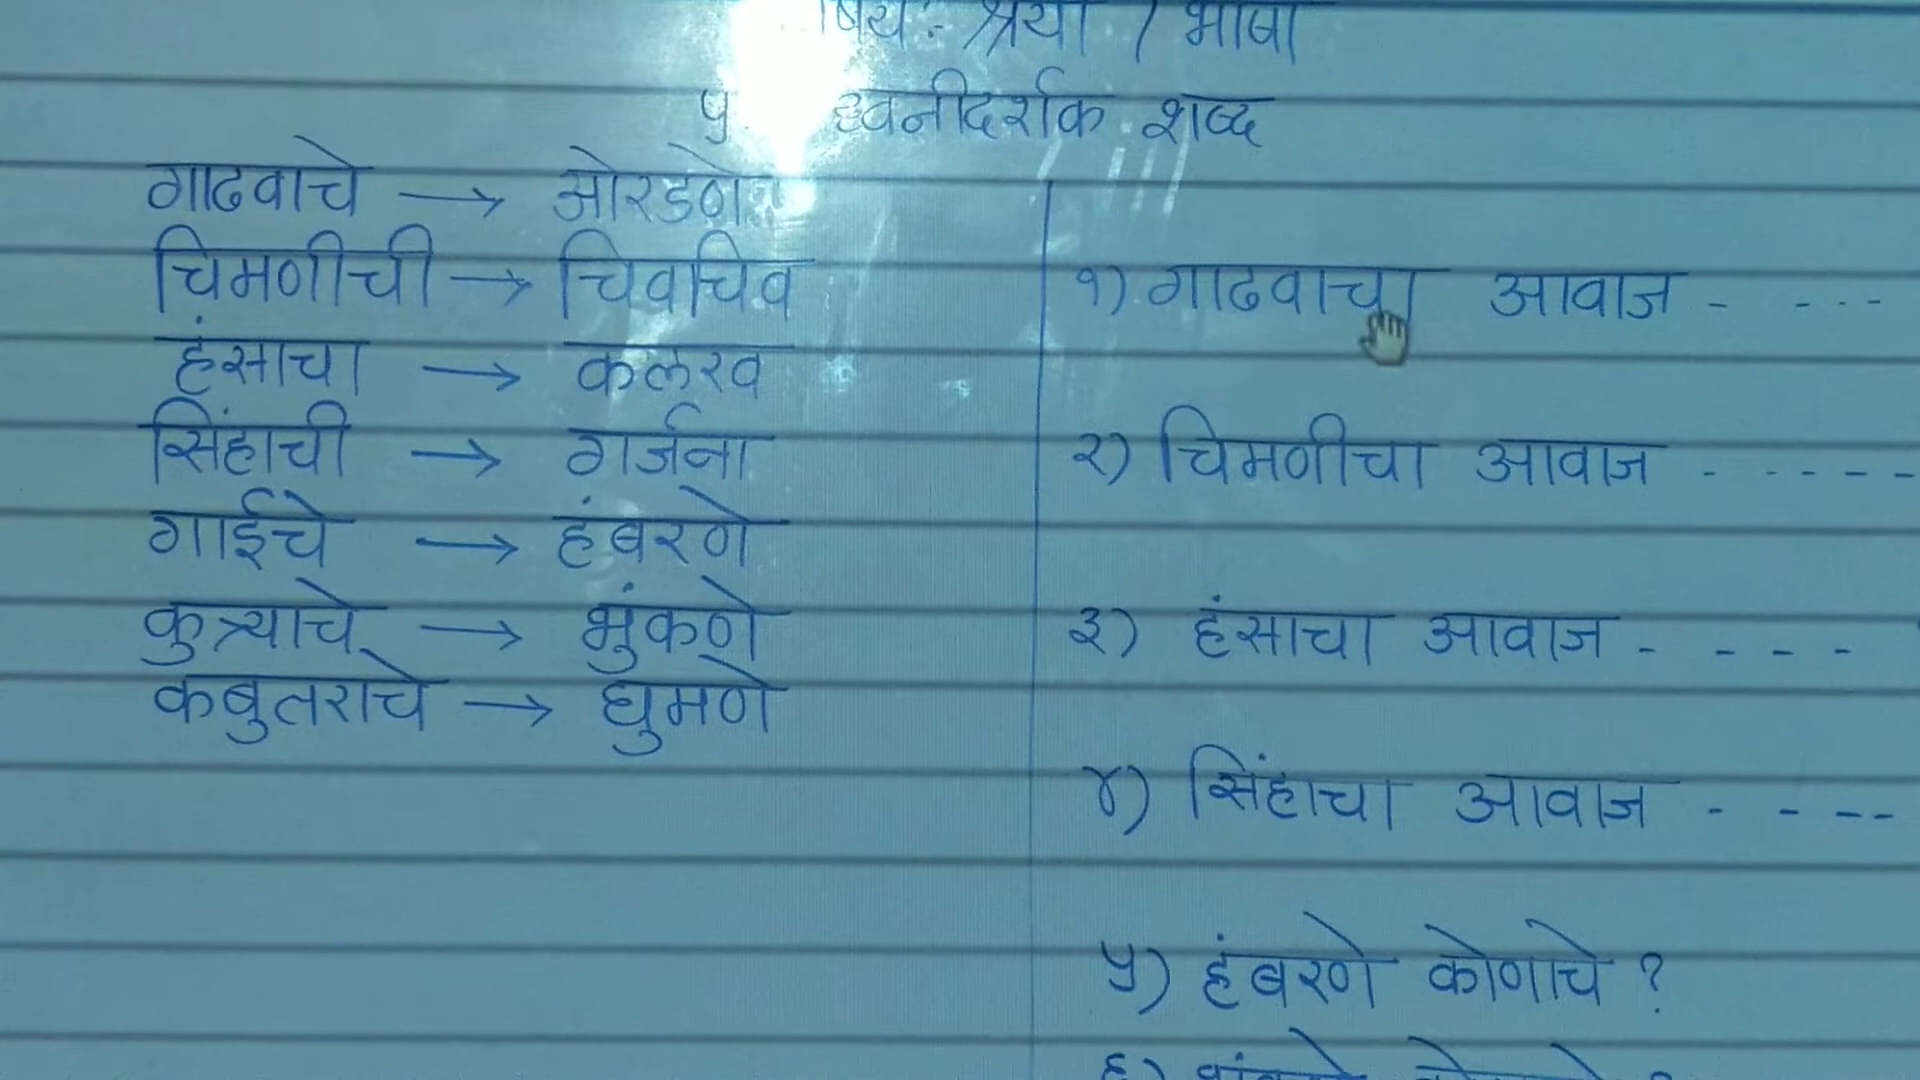 / भाषा
५ ध्वनीदर्शक शब्द
गाढवाचे → ओरडणे
चिमणीची → चिवचिव
हंसाचा → कलरव
सिंहाची → गर्जना
गाईचे → हंबरणे
कुत्र्याचे → भुंकणे
कबुतराचे → घुमणे
१) गाढवाचा आवाज - - - -
२) चिमणीचा आवाज - - - - -
३) हंसाचा आवाज - - - -
४) सिंहाचा आवाज - - - -
५) हंबरणे कोणाचे ?
६)